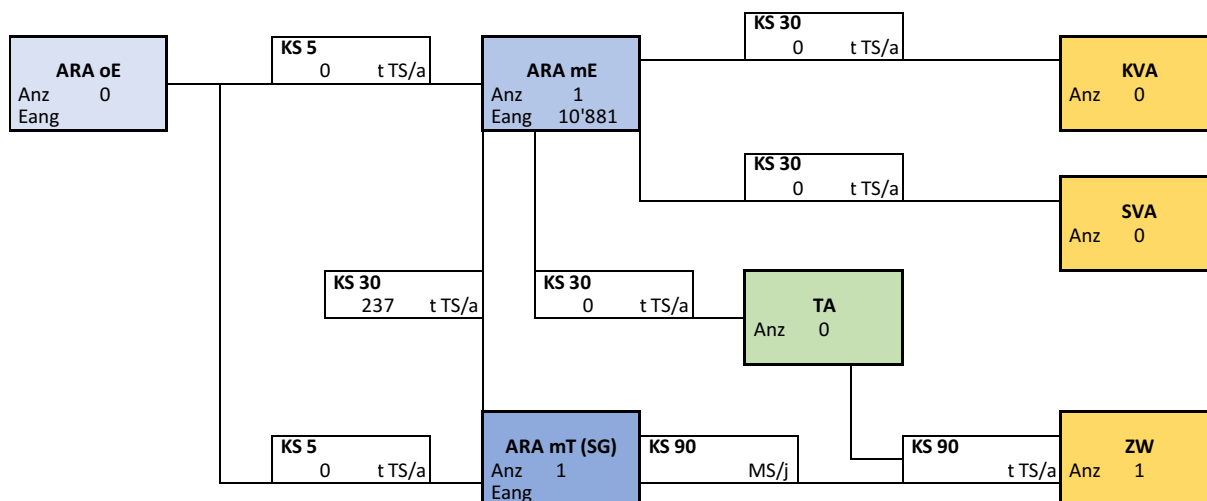 KS 30
0 t TS/a
KS 5
0 t TS/a
ARA oE
Anz 0
Eang
ARA mE
Anz 1
Eang 10'881
KVA
Anz 0
KS 30
0 t TS/a
SVA
Anz 0
KS 30
237 t TS/a
KS 30
0 t TS/a
TA
Anz 0
KS 5
0 t TS/a
ARA mT (SG)
Anz 1
Eang
KS 90
MS/j
KS 90
t TS/a
ZW
Anz 1